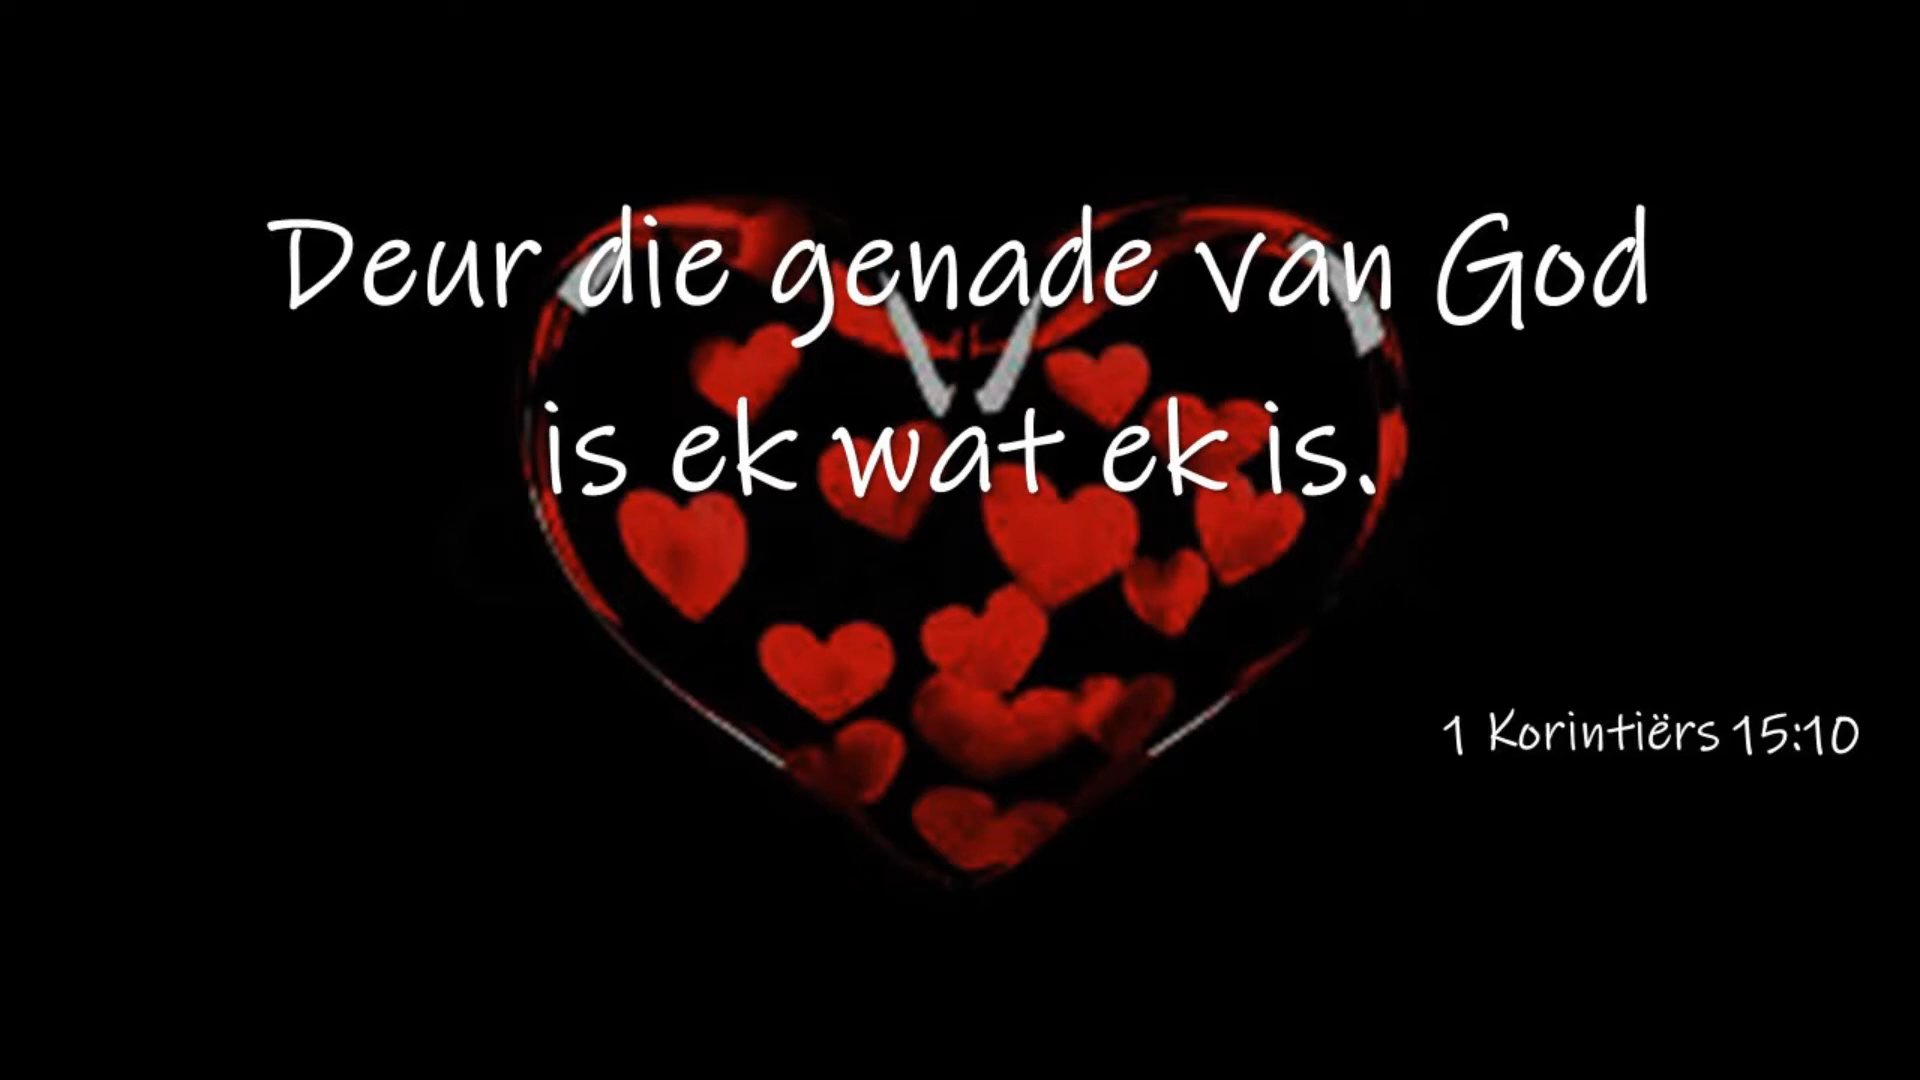 Deur die genade van God
is ek wat ek is.
1 Korintiërs 15:10